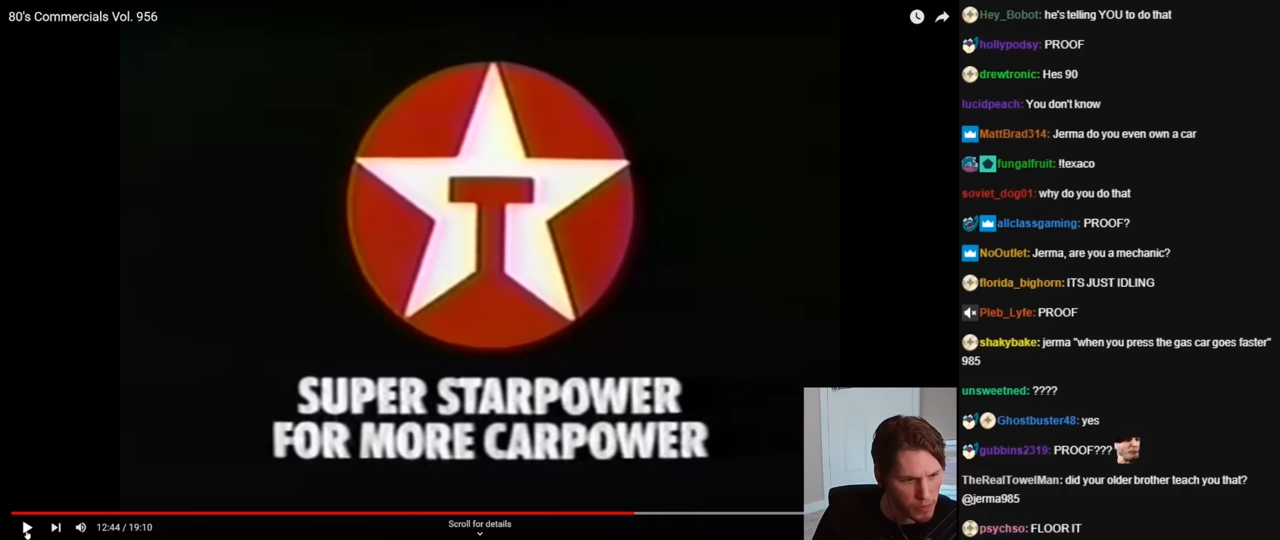 80's Commercials Vol. 956
T
SUPER STARPOWER
FOR MORE CARPOWER
12:44 / 19:10
Scroll for details
Hey_Bobot: he's telling YOU to do that
hollypodsy: PROOF
drewtronic: Hes 90
lucidpeach: You don't know
MattBrad314: Jerma do you even own a car
fungalfruit: !texaco
soviet_dog01: why do you do that
allclassgaming: PROOF?
NoOutlet: Jerma, are you a mechanic?
florida_bighorn: ITS JUST IDLING
Pleb_Lyfe: PROOF
shakybake: jerma "when you press the gas car goes faster"
985
unsweetned: ????
Ghostbuster48: yes
gubbins2319: PROOF???
TheRealTowelMan: did your older brother teach you that?
@jerma985
psychso: FLOOR IT